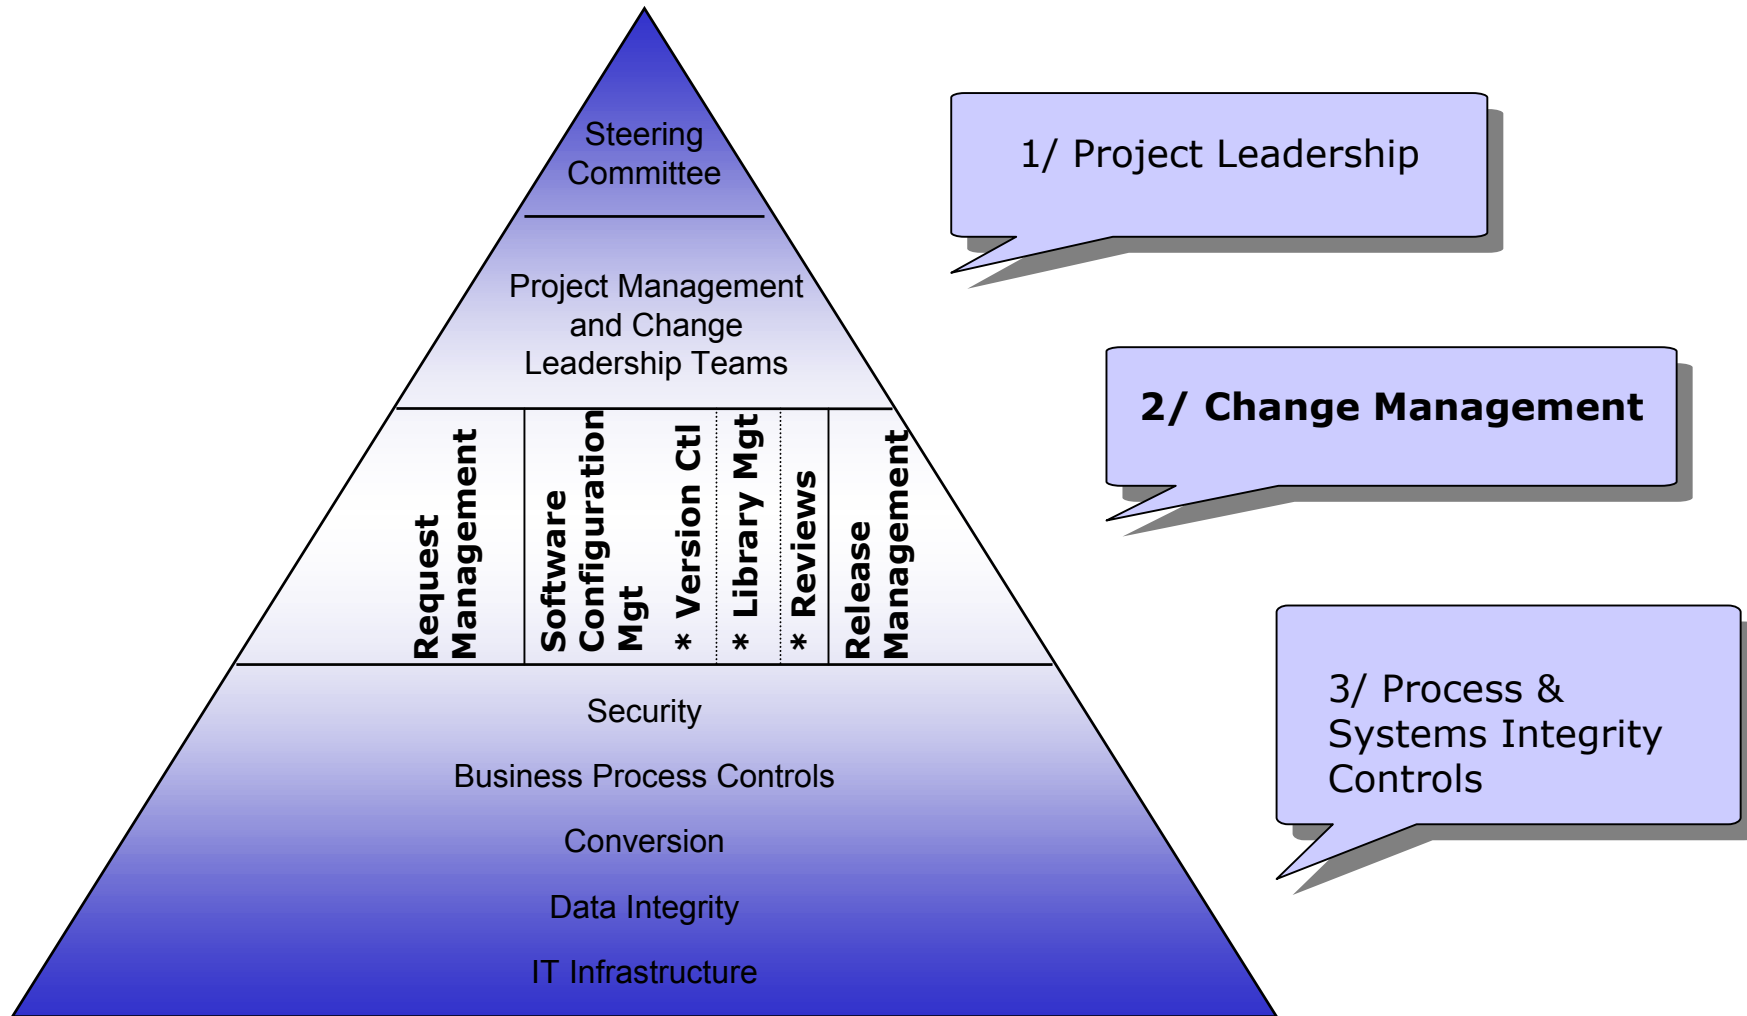 Steering
Committee
1/ Project Leadership
Project Management
and Change
Leadership Teams
2/ Change Management
Request
Management
Software
Configuration
Mgt
* Version Ctl
* Library Mgt
* Reviews
Release
Management
Security
Business Process Controls
Conversion
Data Integrity
IT Infrastructure
3/ Process &
Systems Integrity
Controls